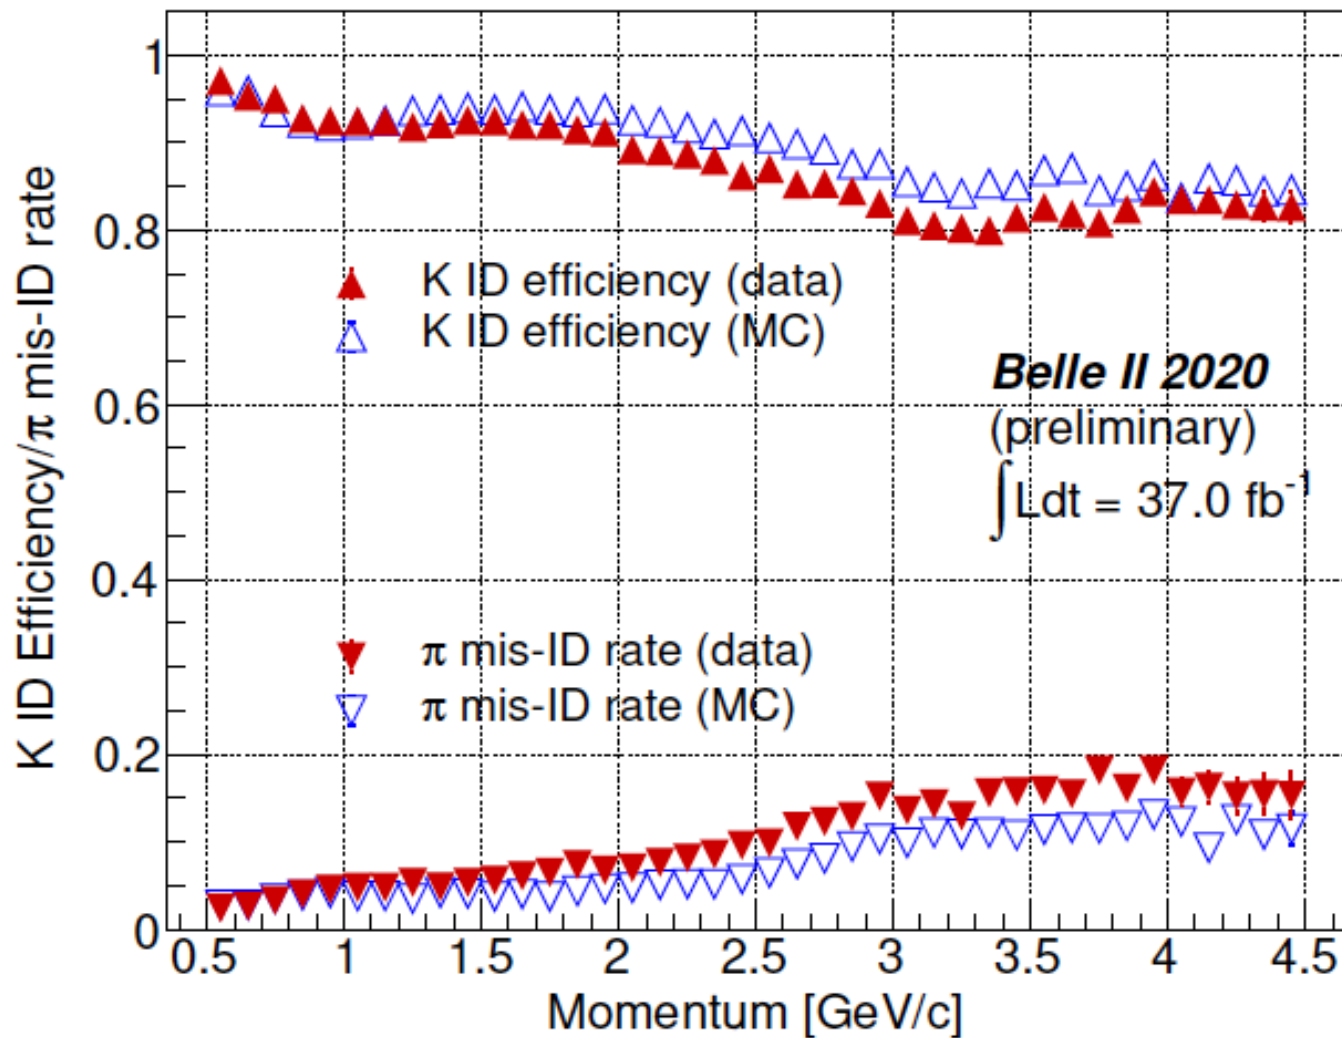 K ID Efficiency/π mis-ID rate
1
0.8
0.6
0.4
0.2
0
K ID efficiency (data)
K ID efficiency (MC)
Belle II 2020
(preliminary)
∫Ldt = 37.0 fb⁻¹
π mis-ID rate (data)
π mis-ID rate (MC)
0.5 1 1.5 2 2.5 3 3.5 4 4.5
Momentum [GeV/c]